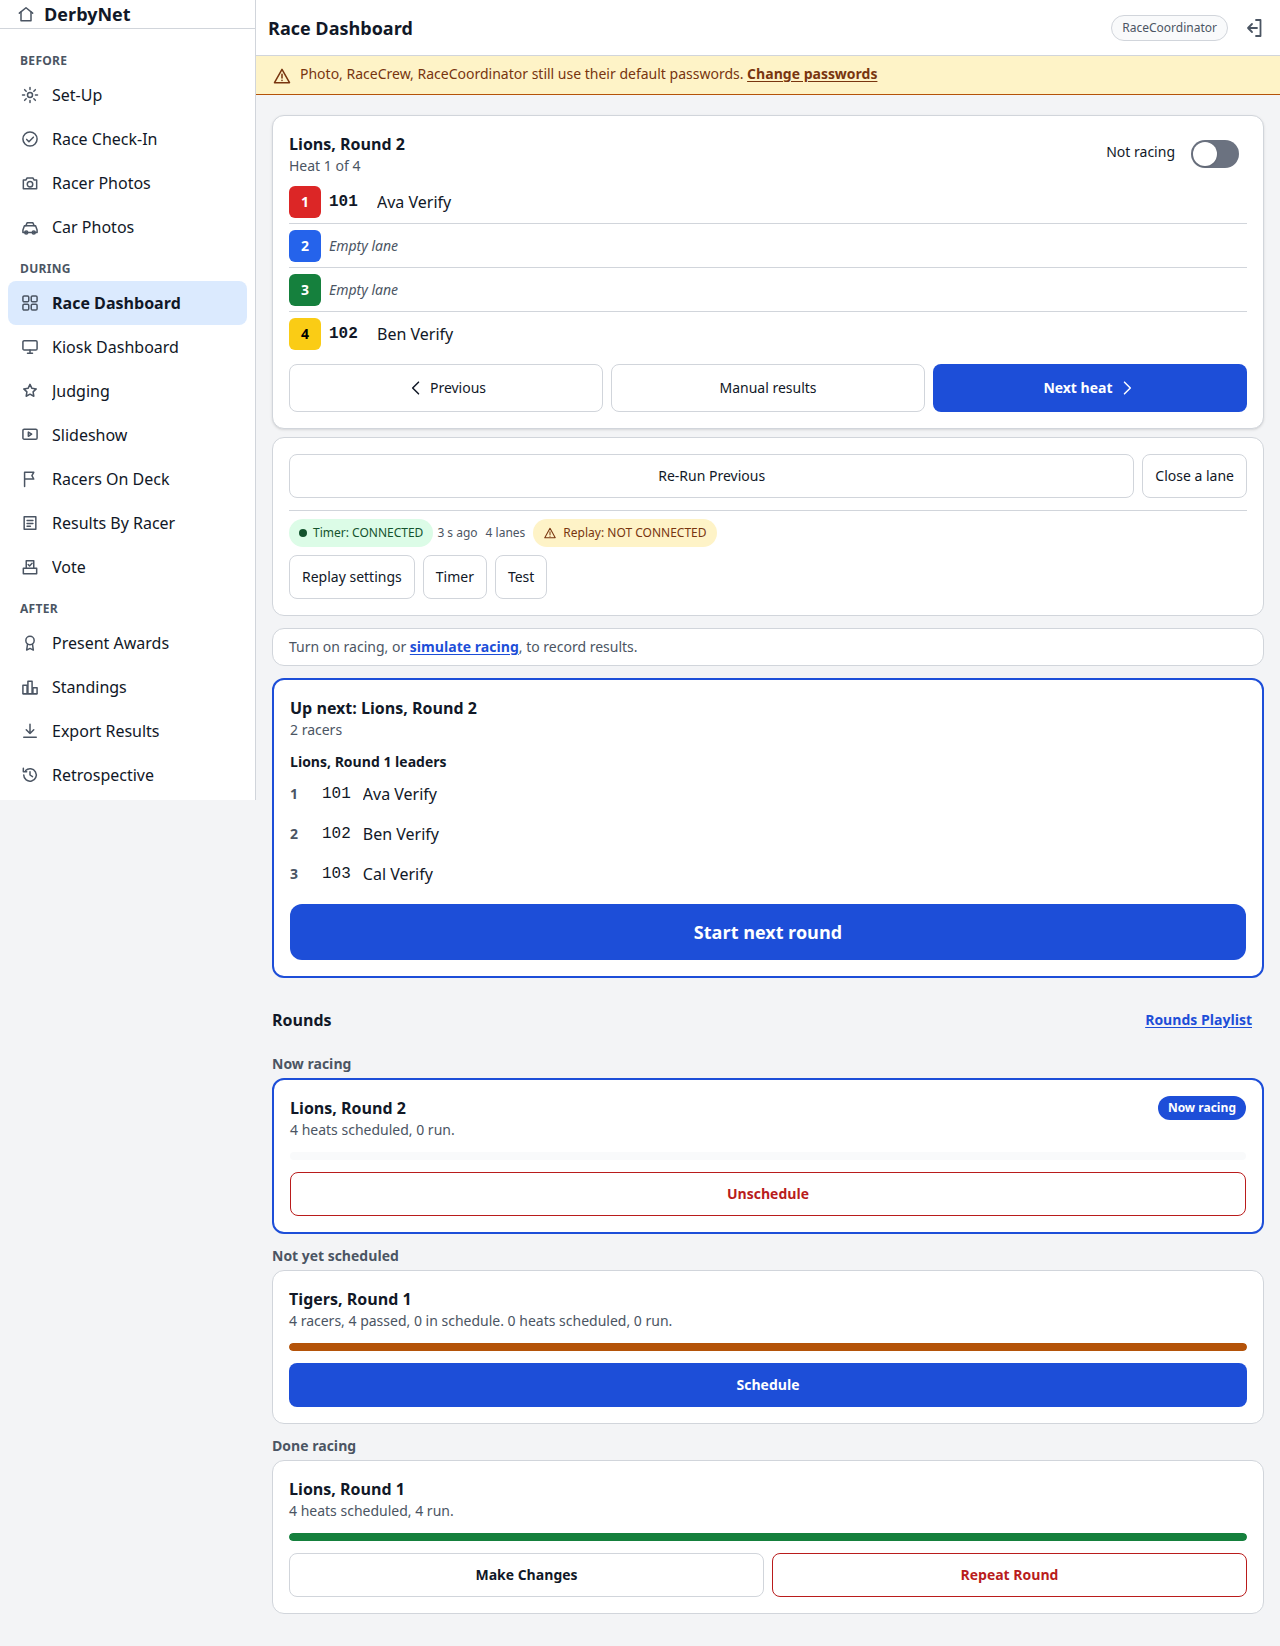 DerbyNet
BEFORE
Set-Up
Race Check-In
Racer Photos
Car Photos
DURING
Race Dashboard
Kiosk Dashboard
Judging
Slideshow
Racers On Deck
Results By Racer
Vote
AFTER
Present Awards
Standings
Export Results
Retrospective
Race Dashboard
RaceCoordinator
Photo, RaceCrew, RaceCoordinator still use their default passwords. Change passwords
Lions, Round 2
Heat 1 of 4
Not racing
1 101 Ava Verify
2 Empty lane
3 Empty lane
4 102 Ben Verify
Previous
Manual results
Next heat
Re-Run Previous
Close a lane
Timer: CONNECTED 3 s ago 4 lanes Replay: NOT CONNECTED
Replay settings
Timer
Test
Turn on racing, or simulate racing, to record results.
Up next: Lions, Round 2
2 racers
Lions, Round 1 leaders
1 101 Ava Verify
2 102 Ben Verify
3 103 Cal Verify
Start next round
Rounds
Rounds Playlist
Now racing
Lions, Round 2
Now racing
4 heats scheduled, 0 run.
Unschedule
Not yet scheduled
Tigers, Round 1
4 racers, 4 passed, 0 in schedule. 0 heats scheduled, 0 run.
Schedule
Done racing
Lions, Round 1
4 heats scheduled, 4 run.
Make Changes
Repeat Round